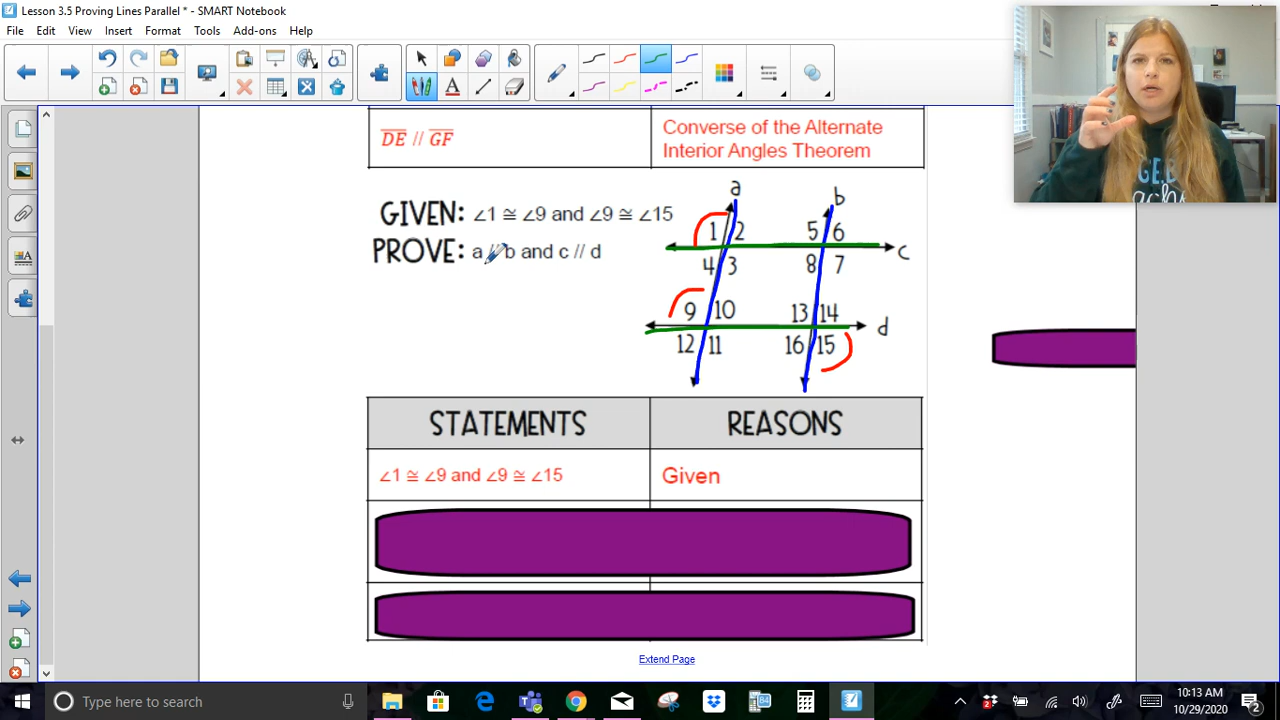 Lesson 3.5 Proving Lines Parallel * - SMART Notebook
File Edit View Insert Format Tools Add-ons Help
DE // GF
Converse of the Alternate
Interior Angles Theorem
GIVEN: ∠1 ≅ ∠9 and ∠9 ≅ ∠15
PROVE: a // b and c // d
a
b
1 2
5 6
c
4 3
8 7
9 10
13 14
d
12 11
16 15
STATEMENTS
REASONS
∠1 ≅ ∠9 and ∠9 ≅ ∠15
Given
Extend Page
Type here to search
10:13 AM
10/29/2020
2